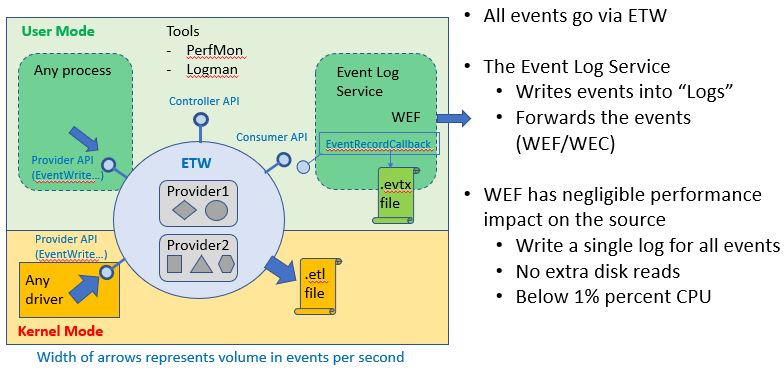 User Mode
Tools
- PerfMon
- Logman
Any process
Event Log
Service
WEF
Controller API
Consumer API
EventRecordCallback
Provider API
(EventWrite...)
ETW
Provider1
.evtx
file
Provider API
(EventWrite...)
Provider2
Any
driver
.etl
file
Kernel Mode
Width of arrows represents volume in events per second
• All events go via ETW
• The Event Log Service
• Writes events into “Logs”
• Forwards the events
(WEF/WEC)
• WEF has negligible performance
impact on the source
• Write a single log for all events
• No extra disk reads
• Below 1% percent CPU